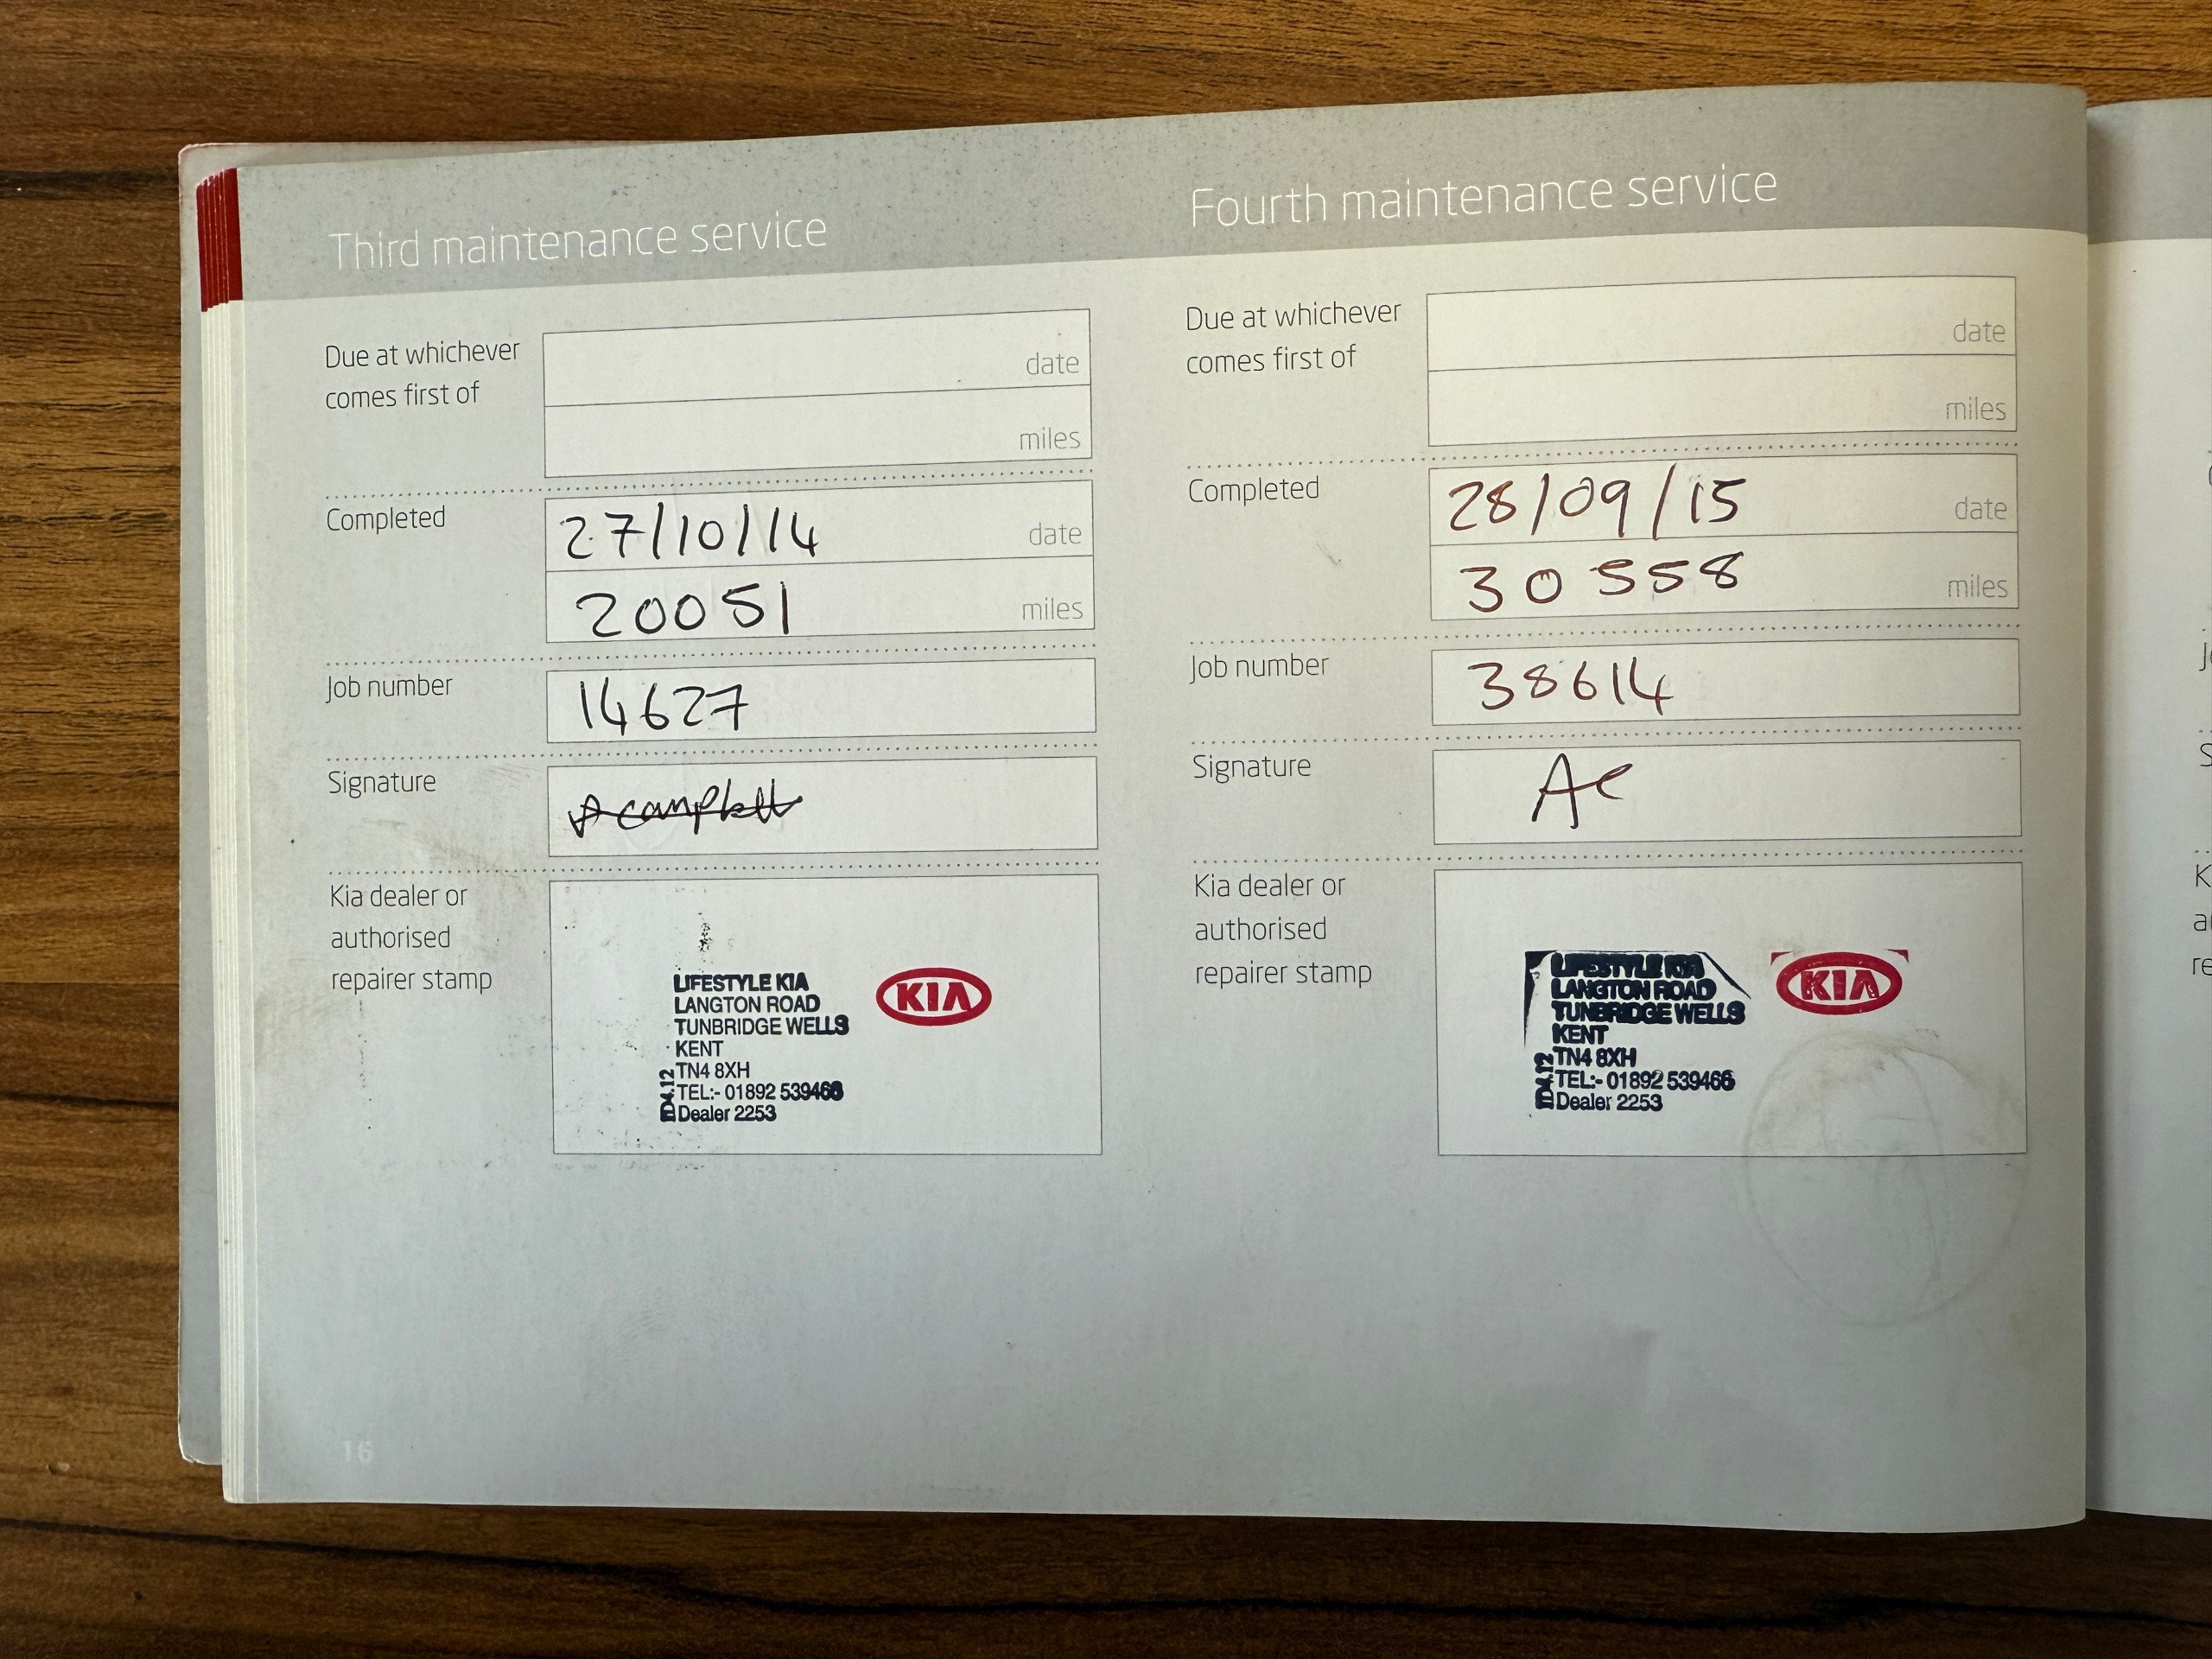 Third maintenance service
Due at whichever
comes first of
date
miles
Completed
27/10/14 date
20051 miles
Job number
14627
Signature
A campbell
Kia dealer or
authorised
repairer stamp
LIFESTYLE KIA
LANGTON ROAD
TUNBRIDGE WELLS
KENT
TN4 8XH
TEL:- 01892 539466
Dealer 2253
ID4.12
KIA
16
Fourth maintenance service
Due at whichever
comes first of
date
miles
Completed
28/09/15 date
30558 miles
Job number
38614
Signature
AC
Kia dealer or
authorised
repairer stamp
LIFESTYLE KIA
LANGTON ROAD
TUNBRIDGE WELLS
KENT
TN4 8XH
TEL:- 01892 539466
Dealer 2253
ID4.12
KIA